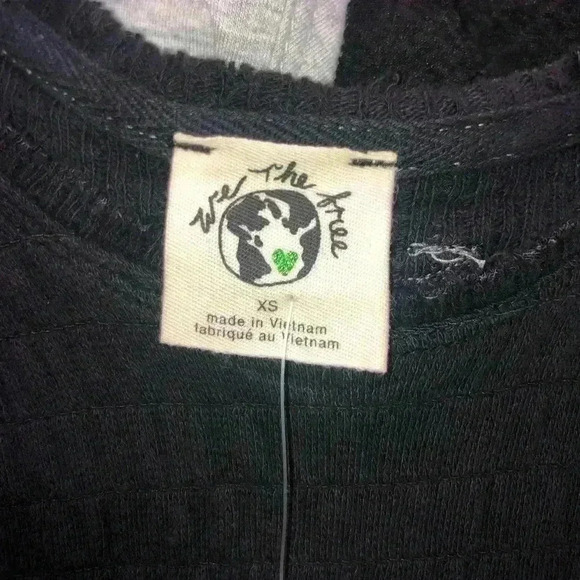 We The Free
XS
made in Vietnam
fabriqué au Vietnam